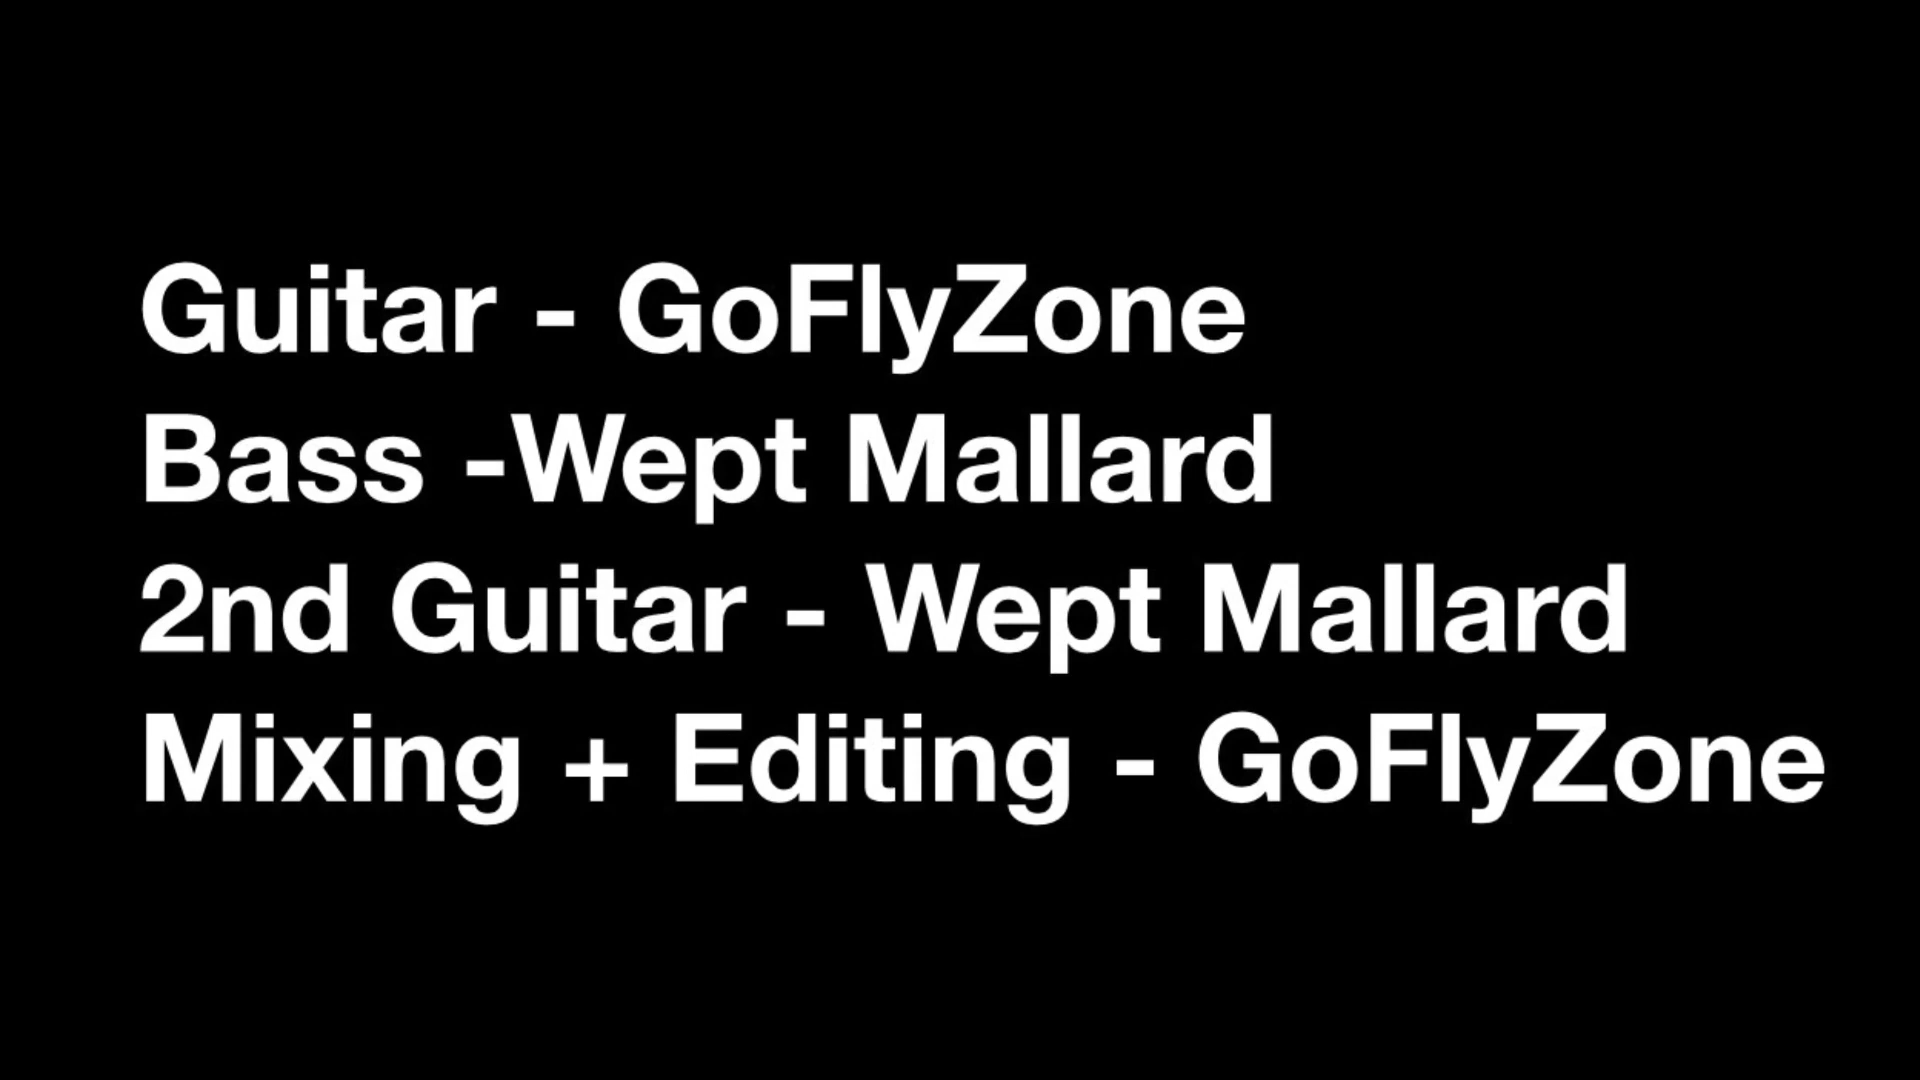 Guitar - GoFlyZone
Bass -Wept Mallard
2nd Guitar - Wept Mallard
Mixing + Editing - GoFlyZone